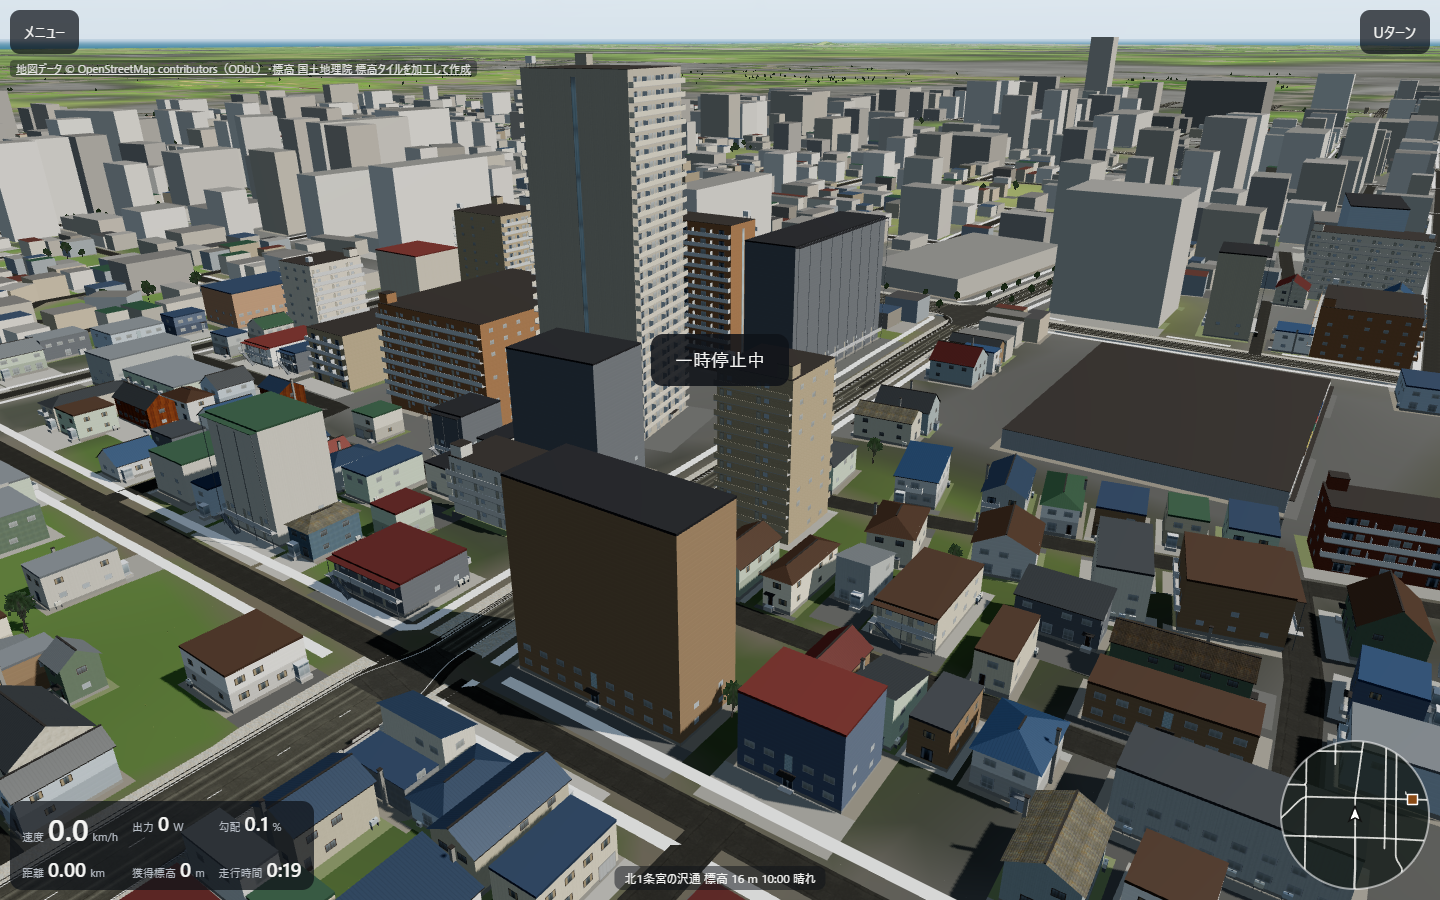 メニュー
Uターン
地図データ © OpenStreetMap contributors（ODbL）・標高 国土地理院 標高タイルを加工して作成
一時停止中
速度 0.0 km/h 出力 0 W 勾配 0.1 %
距離 0.00 km 獲得標高 0 m 走行時間 0:19
北1条宮の沢通 標高 16 m 10:00 晴れ